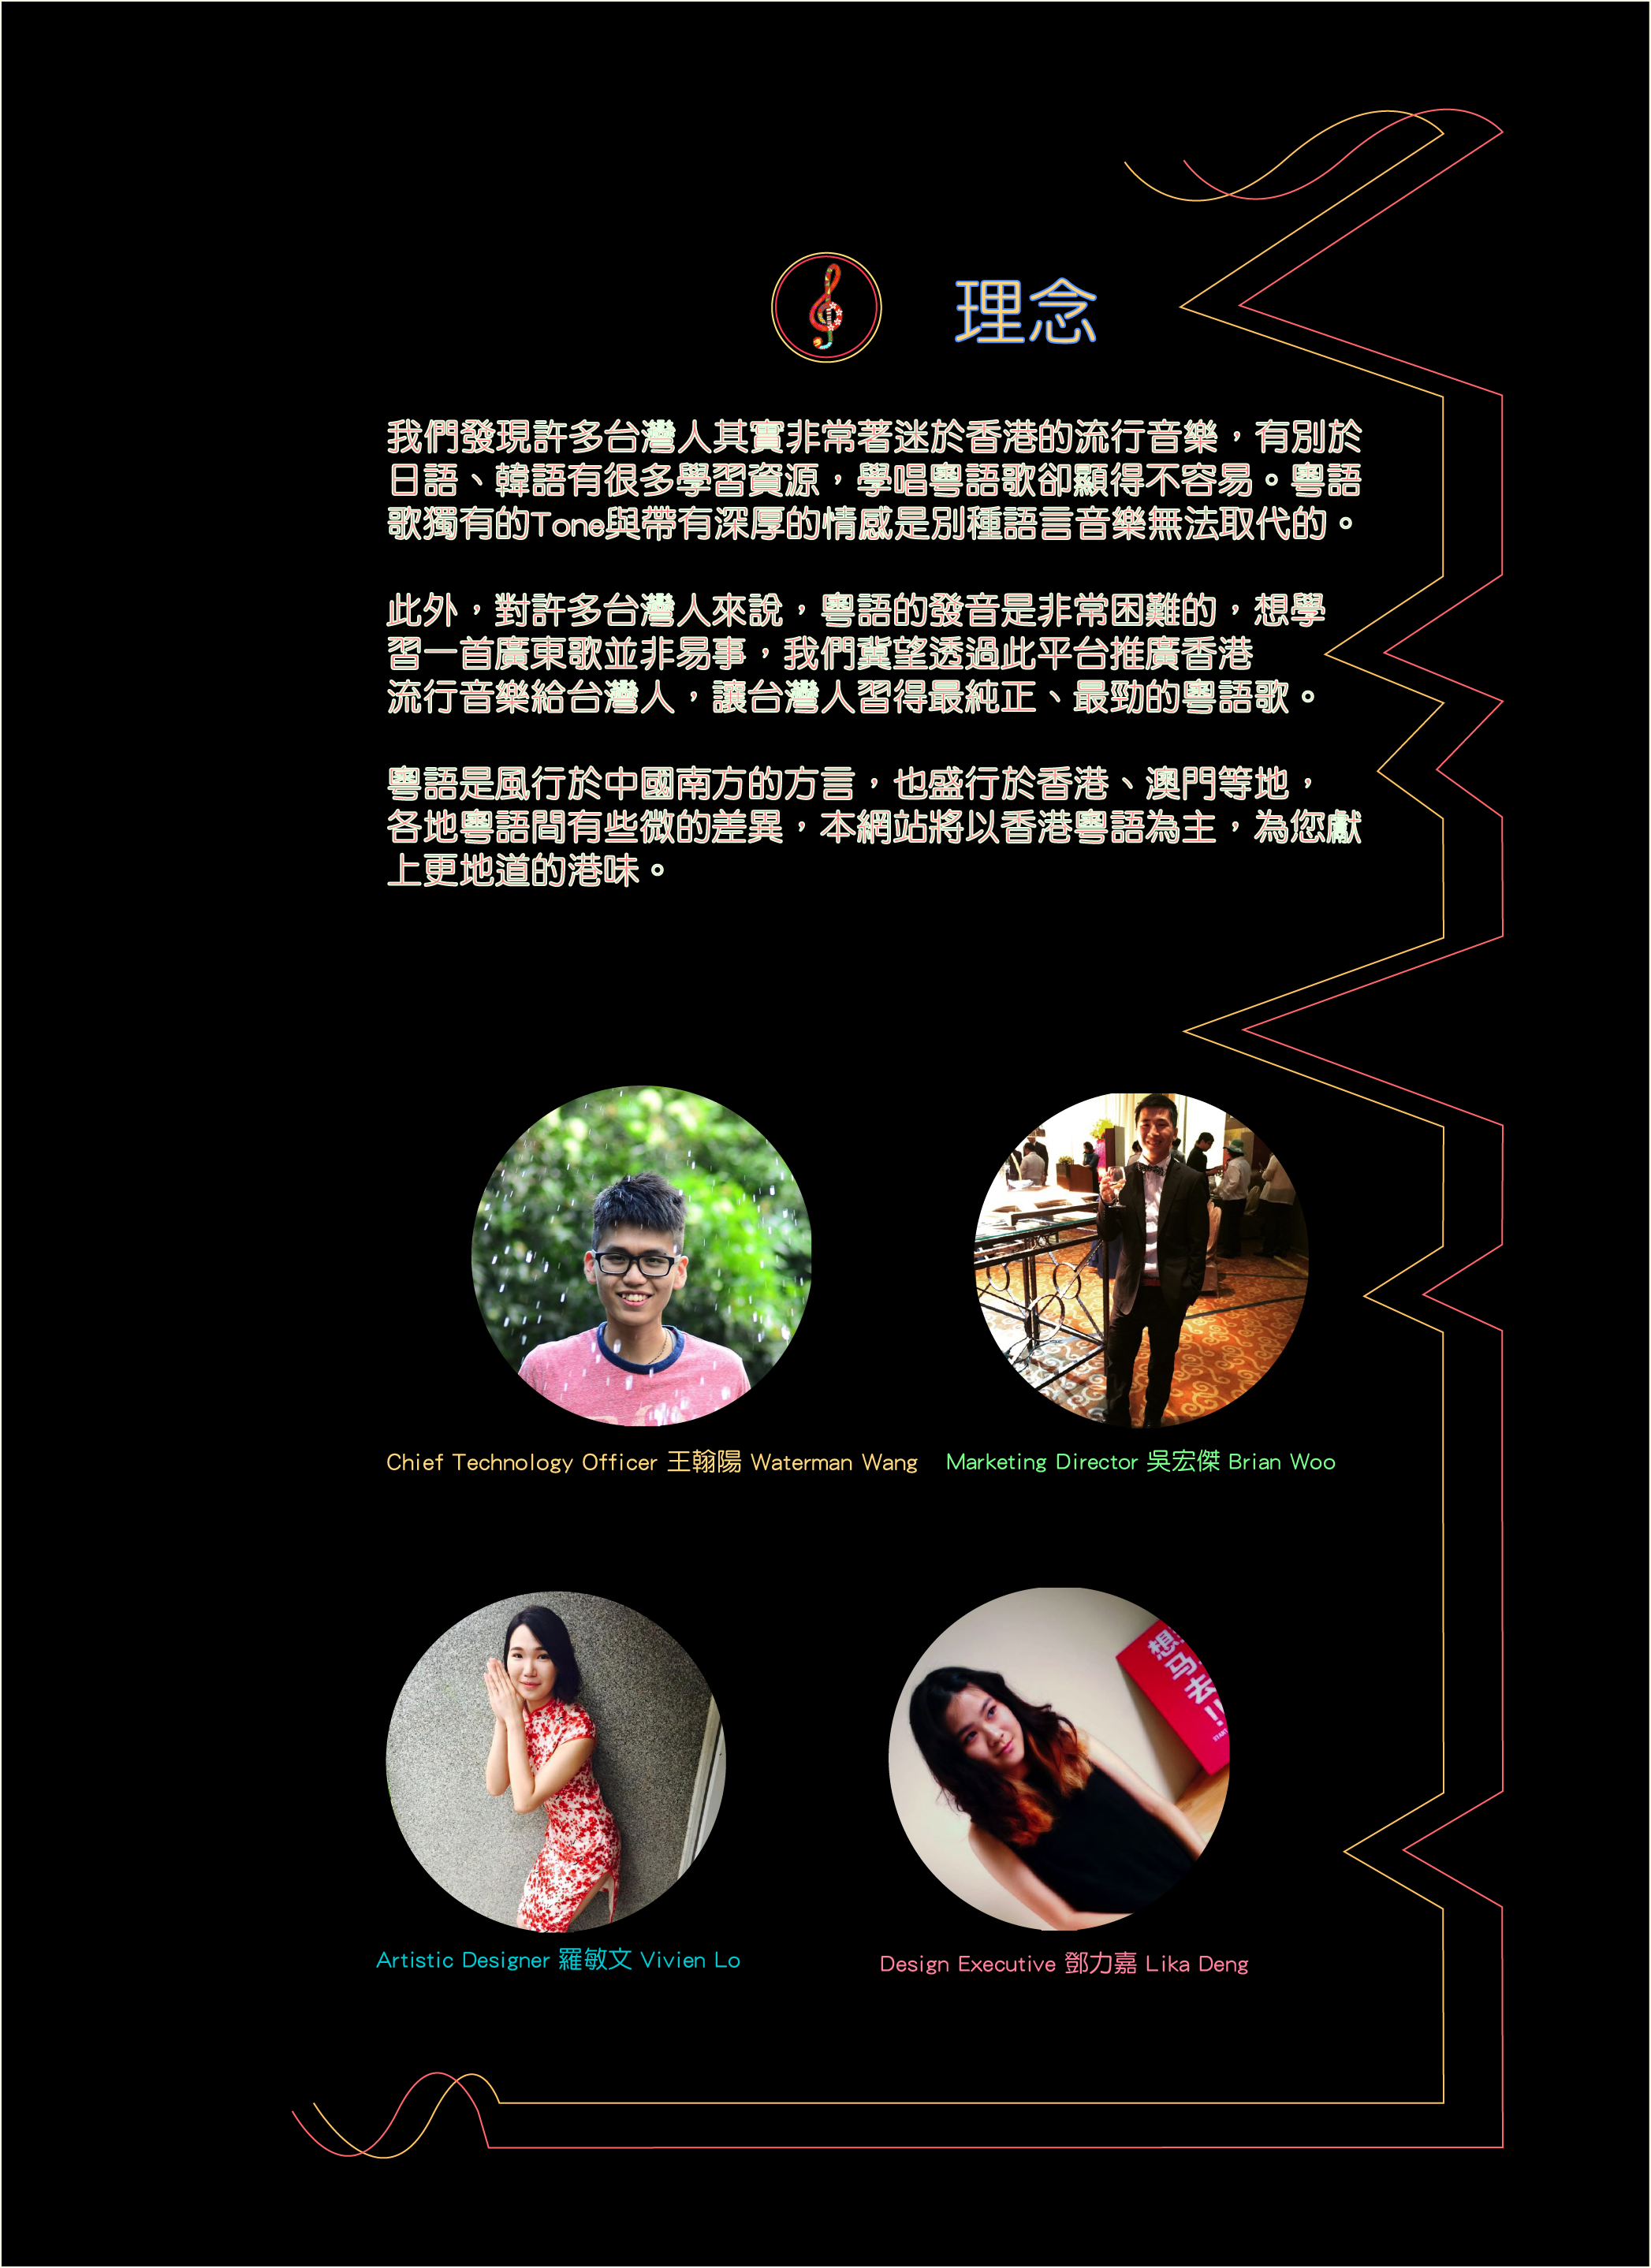 理念
我們發現許多台灣人其實非常著迷於香港的流行音樂，有別於
日語、韓語有很多學習資源，學唱粵語歌卻顯得不容易。粵語
歌獨有的Tone與帶有深厚的情感是別種語言音樂無法取代的。
此外，對許多台灣人來說，粵語的發音是非常困難的，想學
習一首廣東歌並非易事，我們冀望透過此平台推廣香港
流行音樂給台灣人，讓台灣人習得最純正、最勁的粵語歌。
粵語是風行於中國南方的方言，也盛行於香港、澳門等地，
各地粵語間有些微的差異，本網站將以香港粵語為主，為您獻
上更地道的港味。
Chief Technology Officer 王翰陽 Waterman Wang
Marketing Director 吳宏傑 Brian Woo
想
马
去!!
Artistic Designer 羅敏文 Vivien Lo
Design Executive 鄧力嘉 Lika Deng